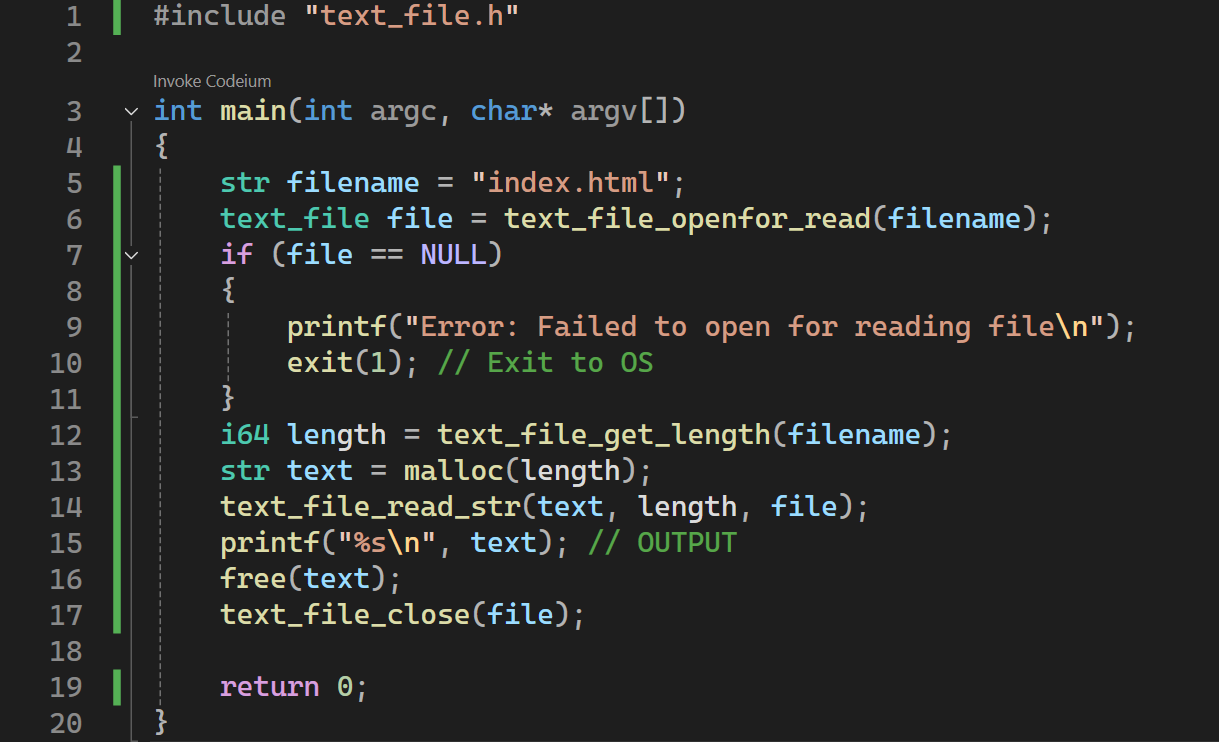 1 #include "text_file.h"
2
Invoke Codeium
3 int main(int argc, char* argv[])
4 {
5     str filename = "index.html";
6     text_file file = text_file_openfor_read(filename);
7     if (file == NULL)
8     {
9         printf("Error: Failed to open for reading file\n");
10         exit(1); // Exit to OS
11     }
12     i64 length = text_file_get_length(filename);
13     str text = malloc(length);
14     text_file_read_str(text, length, file);
15     printf("%s\n", text); // OUTPUT
16     free(text);
17     text_file_close(file);
18
19     return 0;
20 }